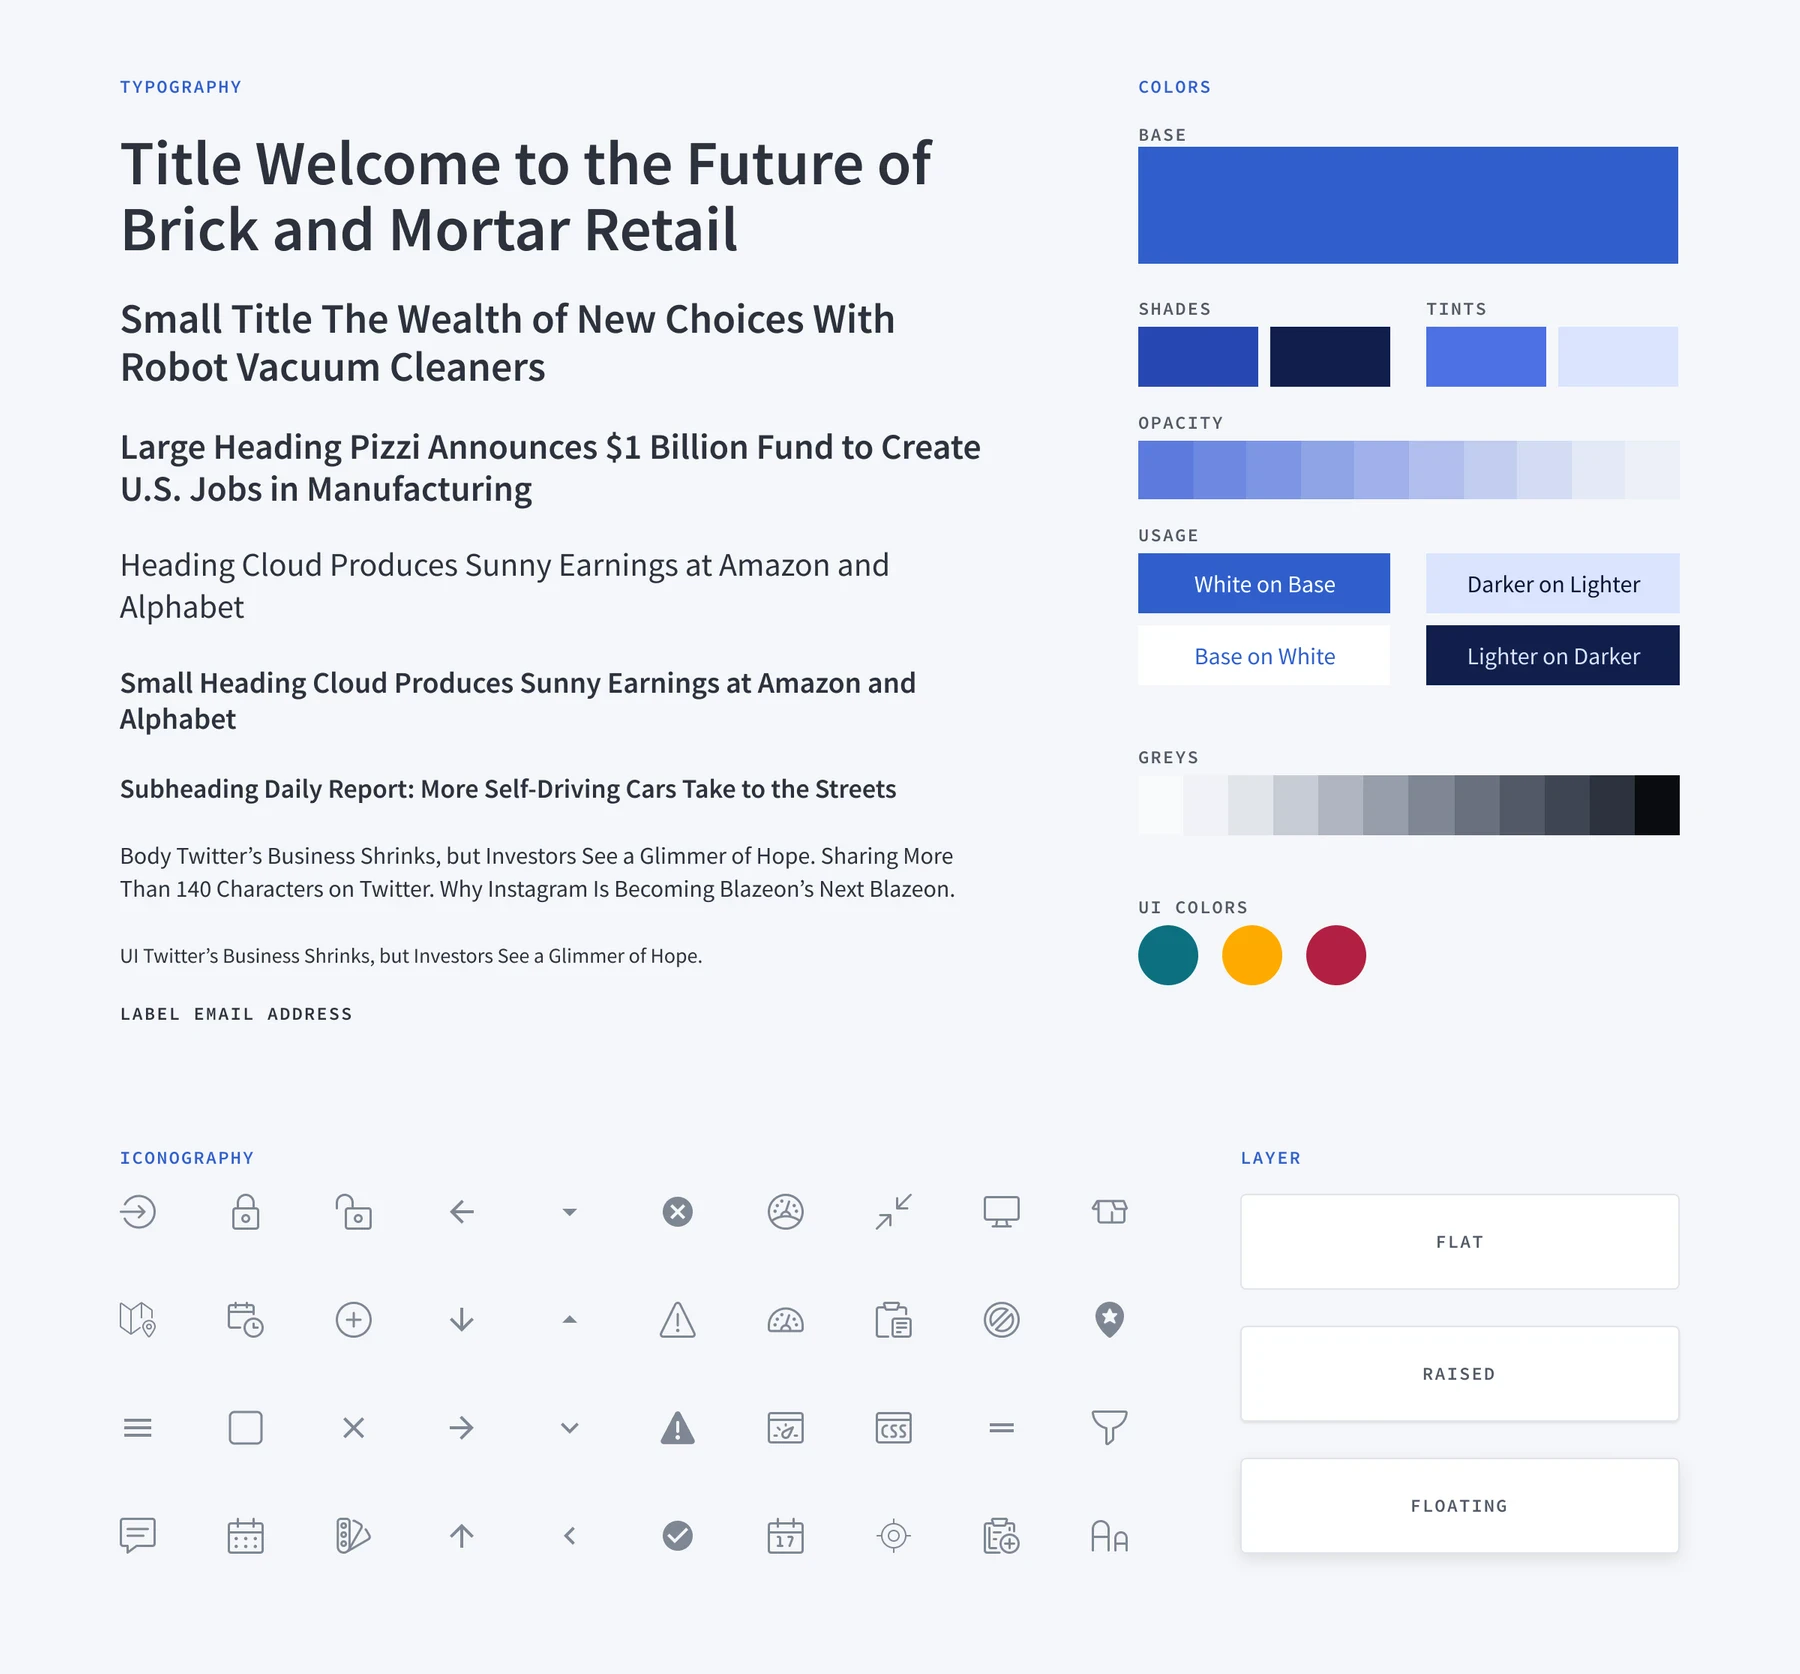 TYPOGRAPHY
Title Welcome to the Future of
Brick and Mortar Retail
Small Title The Wealth of New Choices With
Robot Vacuum Cleaners
Large Heading Pizzi Announces $1 Billion Fund to Create
U.S. Jobs in Manufacturing
Heading Cloud Produces Sunny Earnings at Amazon and
Alphabet
Small Heading Cloud Produces Sunny Earnings at Amazon and
Alphabet
Subheading Daily Report: More Self-Driving Cars Take to the Streets
Body Twitter’s Business Shrinks, but Investors See a Glimmer of Hope. Sharing More
Than 140 Characters on Twitter. Why Instagram Is Becoming Blazeon’s Next Blazeon.
UI Twitter’s Business Shrinks, but Investors See a Glimmer of Hope.
LABEL EMAIL ADDRESS
COLORS
BASE
SHADES
TINTS
OPACITY
USAGE
White on Base
Darker on Lighter
Base on White
Lighter on Darker
GREYS
UI COLORS
ICONOGRAPHY
CSS
17
AA
LAYER
FLAT
RAISED
FLOATING